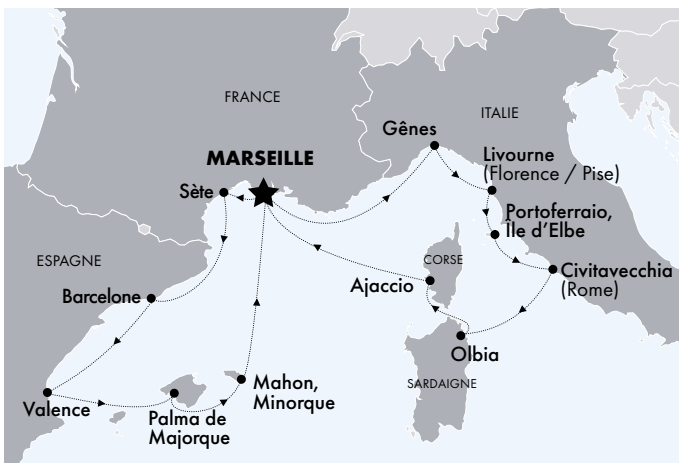 FRANCE
ITALIE
Gênes
MARSEILLE
Livourne
(Florence / Pise)
Sète
Portoferraio,
Île d'Elbe
ESPAGNE
CORSE
Civitavecchia
(Rome)
Ajaccio
Barcelone
Olbia
SARDAIGNE
Mahon,
Minorque
Valence
Palma de
Majorque